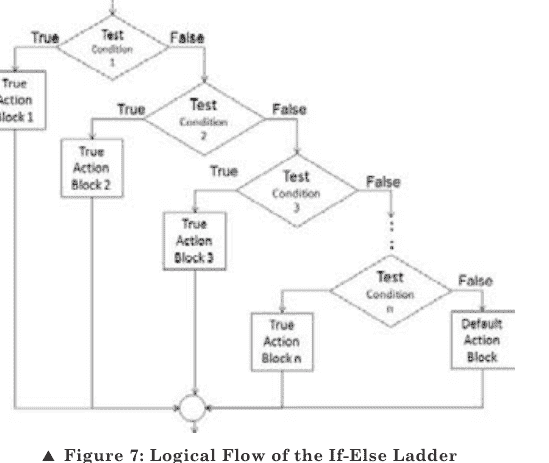 True
Test
Condition
1
False
True
Action
Block 1
True
Test
Condition
2
False
True
Action
Block 2
True
Test
Condition
3
False
True
Action
Block 3
Test
Condition
n
False
True
Action
Block n
Default
Action
Block
▲ Figure 7: Logical Flow of the If-Else Ladder